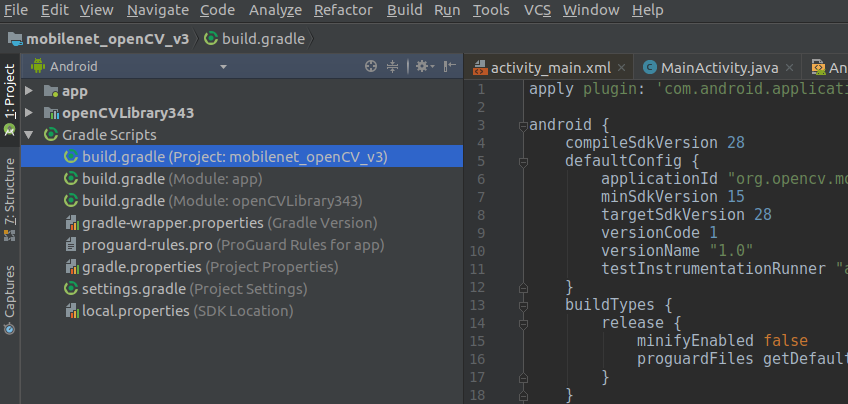 File Edit View Navigate Code Analyze Refactor Build Run Tools VCS Window Help
mobilenet_openCV_v3 build.gradle
1: Project
7: Structure
Captures
Android
app
openCVLibrary343
Gradle Scripts
build.gradle (Project: mobilenet_openCV_v3)
build.gradle (Module: app)
build.gradle (Module: openCVLibrary343)
gradle-wrapper.properties (Gradle Version)
proguard-rules.pro (ProGuard Rules for app)
gradle.properties (Project Properties)
settings.gradle (Project Settings)
local.properties (SDK Location)
activity_main.xml MainActivity.java An
1 apply plugin: 'com.android.applicati
2
3 android {
4 compileSdkVersion 28
5 defaultConfig {
6 applicationId "org.opencv.mo
7 minSdkVersion 15
8 targetSdkVersion 28
9 versionCode 1
10 versionName "1.0"
11 testInstrumentationRunner "a
12 }
13 buildTypes {
14 release {
15 minifyEnabled false
16 proguardFiles getDefault
17 }
18 }